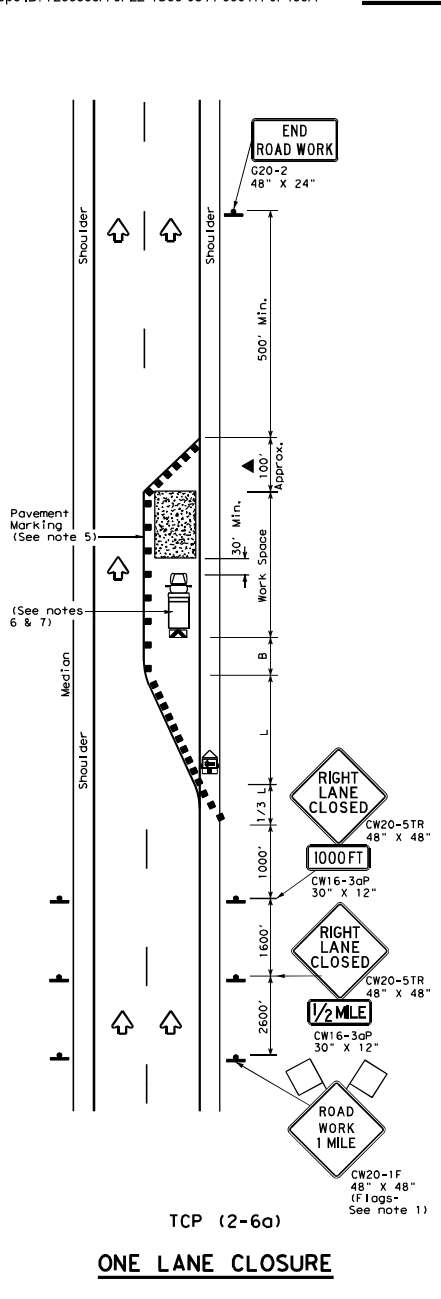 END
ROAD WORK
G20-2
48" X 24"
Shoulder
Shoulder
500' Min.
100'
Approx.
Pavement
Marking
(See note 5)
30' Min.
Work Space
(See notes
6 & 7)
B
Median
L
Shoulder
1/3 L
RIGHT
LANE
CLOSED
CW20-5TR
48" X 48"
1000 FT
CW16-3aP
30" X 12"
1000'
1600'
RIGHT
LANE
CLOSED
CW20-5TR
48" X 48"
1/2 MILE
CW16-3aP
30" X 12"
2600'
ROAD
WORK
1 MILE
CW20-1F
48" X 48"
(Flags-
See note 1)
TCP (2-6a)
ONE LANE CLOSURE